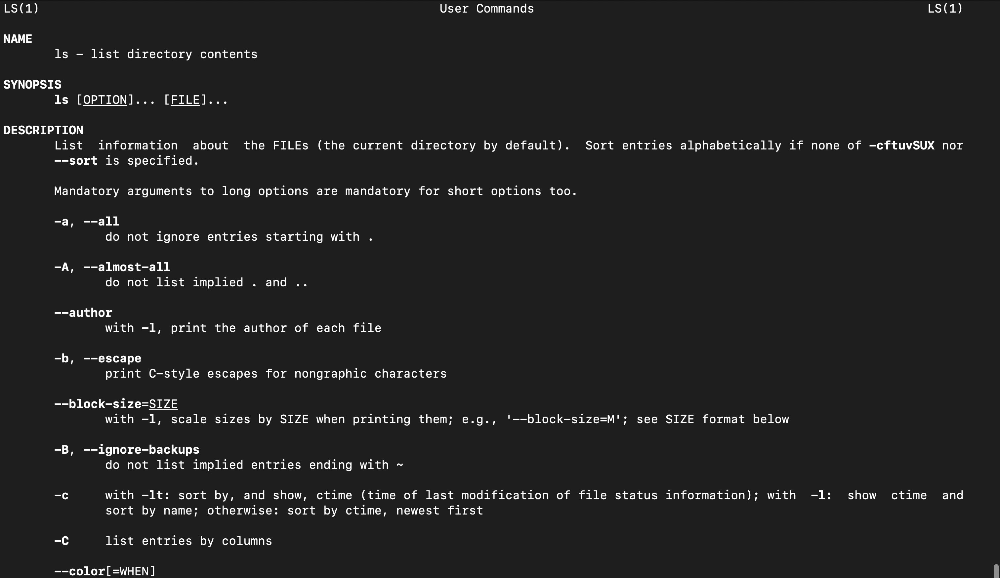 LS(1) User Commands LS(1)
NAME
ls - list directory contents
SYNOPSIS
ls [OPTION]... [FILE]...
DESCRIPTION
List information about the FILEs (the current directory by default). Sort entries alphabetically if none of -cftuvSUX nor
--sort is specified.
Mandatory arguments to long options are mandatory for short options too.
-a, --all
do not ignore entries starting with .
-A, --almost-all
do not list implied . and ..
--author
with -l, print the author of each file
-b, --escape
print C-style escapes for nongraphic characters
--block-size=SIZE
with -l, scale sizes by SIZE when printing them; e.g., '--block-size=M'; see SIZE format below
-B, --ignore-backups
do not list implied entries ending with ~
-c with -lt: sort by, and show, ctime (time of last modification of file status information); with -l: show ctime and
sort by name; otherwise: sort by ctime, newest first
-C list entries by columns
--color[=WHEN]